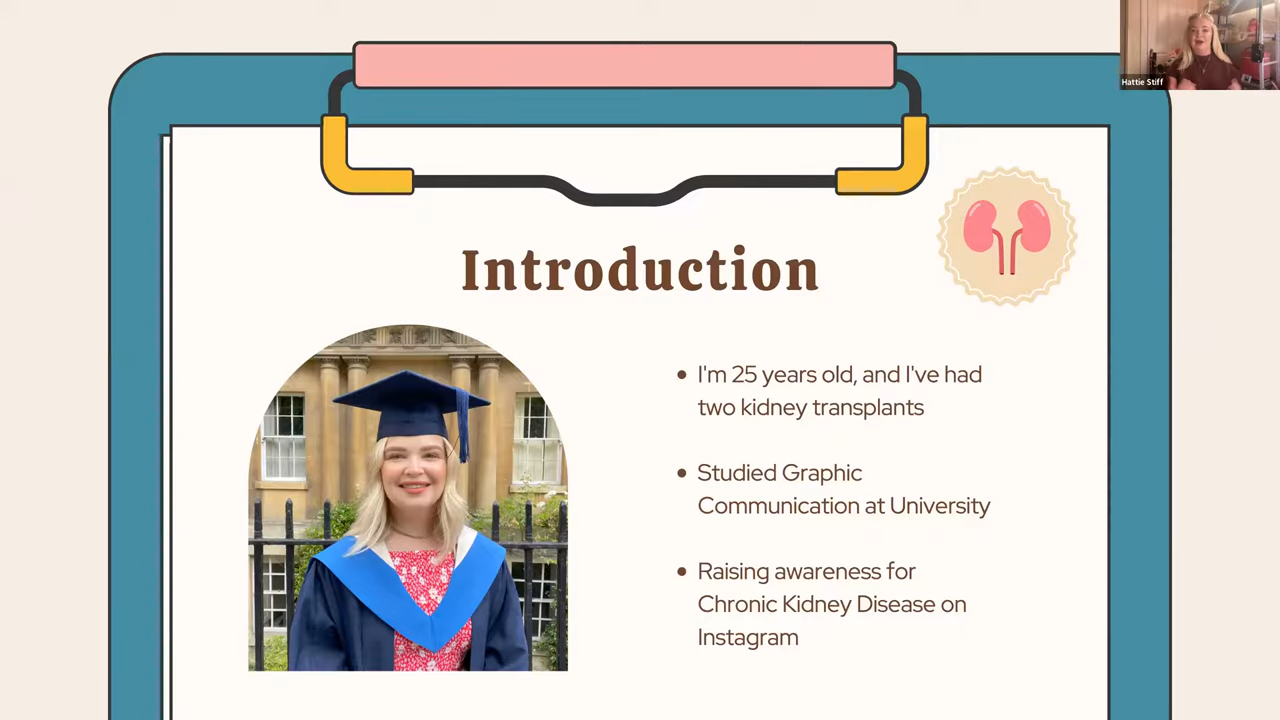 Hattie Stiff
Introduction
• I'm 25 years old, and I've had
two kidney transplants
• Studied Graphic
Communication at University
• Raising awareness for
Chronic Kidney Disease on
Instagram